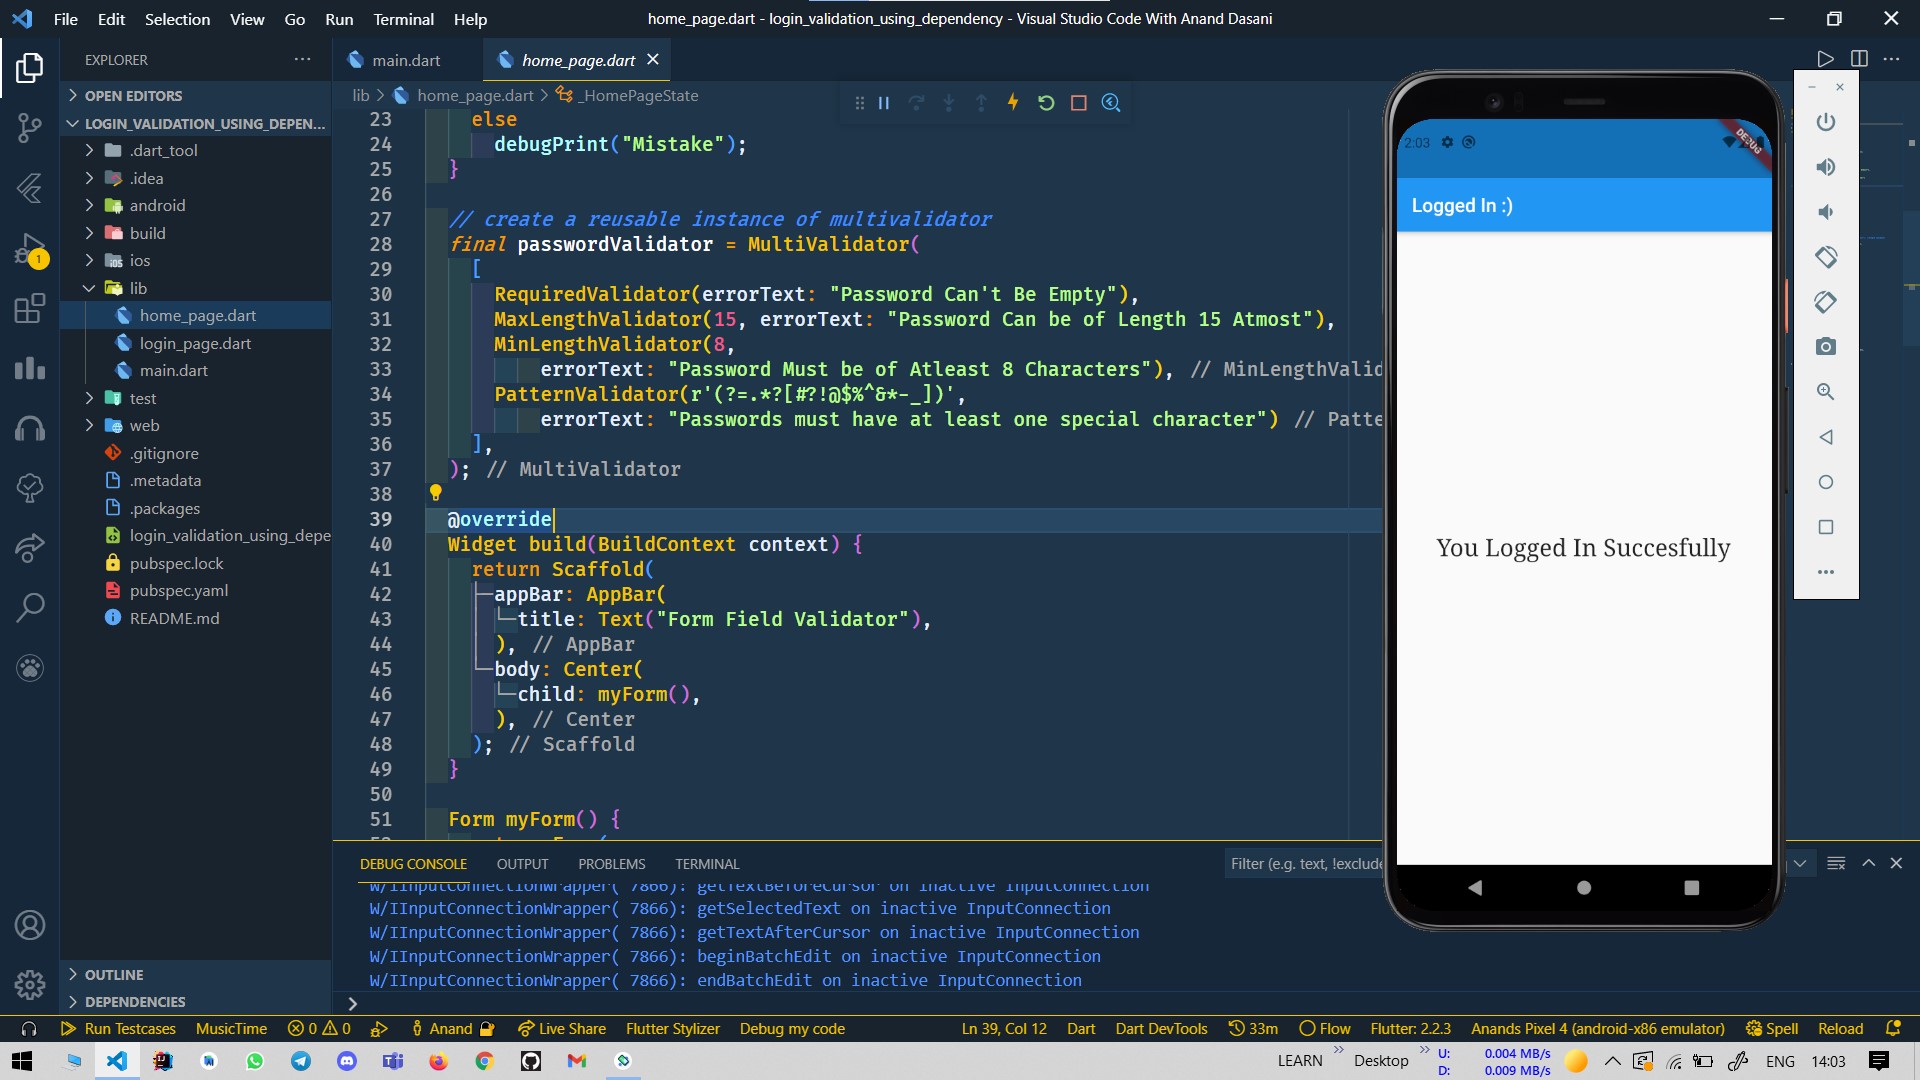 File Edit Selection View Go Run Terminal Help
home_page.dart - login_validation_using_dependency - Visual Studio Code With Anand Dasani
EXPLORER
OPEN EDITORS
LOGIN_VALIDATION_USING_DEPEN...
.dart_tool
.idea
android
build
ios
lib
home_page.dart
login_page.dart
main.dart
test
web
.gitignore
.metadata
.packages
login_validation_using_depe
pubspec.lock
pubspec.yaml
README.md
OUTLINE
DEPENDENCIES
1
main.dart
home_page.dart
lib > home_page.dart > _HomePageState
23 else
24 debugPrint("Mistake");
25 }
26
27 // create a reusable instance of multivalidator
28 final passwordValidator = MultiValidator(
29 [
30 RequiredValidator(errorText: "Password Can't Be Empty"),
31 MaxLengthValidator(15, errorText: "Password Can be of Length 15 Atmost"),
32 MinLengthValidator(8,
33 errorText: "Password Must be of Atleast 8 Characters"), // MinLengthValid
34 PatternValidator(r'(?=.*?[#?!@$%^&*-_])',
35 errorText: "Passwords must have at least one special character") // Patte
36 ],
37 ); // MultiValidator
38
39 @override
40 Widget build(BuildContext context) {
41 return Scaffold(
42 appBar: AppBar(
43 title: Text("Form Field Validator"),
44 ), // AppBar
45 body: Center(
46 child: myForm(),
47 ), // Center
48 ); // Scaffold
49 }
50
51 Form myForm() {
2:03
DEBUG
Logged In :)
You Logged In Succesfully
DEBUG CONSOLE OUTPUT PROBLEMS TERMINAL
Filter (e.g. text, !exclude
W/IInputConnectionWrapper( 7866): getTextBeforeCursor on inactive InputConnection
W/IInputConnectionWrapper( 7866): getSelectedText on inactive InputConnection
W/IInputConnectionWrapper( 7866): getTextAfterCursor on inactive InputConnection
W/IInputConnectionWrapper( 7866): beginBatchEdit on inactive InputConnection
W/IInputConnectionWrapper( 7866): endBatchEdit on inactive InputConnection
>
Run Testcases MusicTime 0 0 Anand Live Share Flutter Stylizer Debug my code Ln 39, Col 12 Dart Dart DevTools 33m Flow Flutter: 2.2.3 Anands Pixel 4 (android-x86 emulator) Spell Reload
LEARN Desktop U: 0.004 MB/s
D: 0.009 MB/s
ENG 14:03